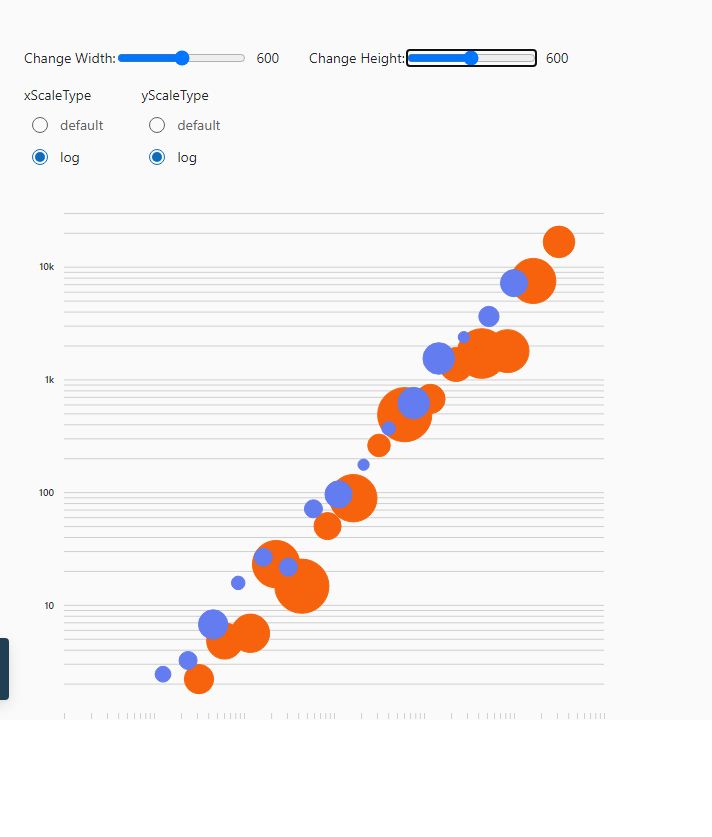 Change Width: 600 Change Height: 600
xScaleType yScaleType
default default
log log
10k
1k
100
10